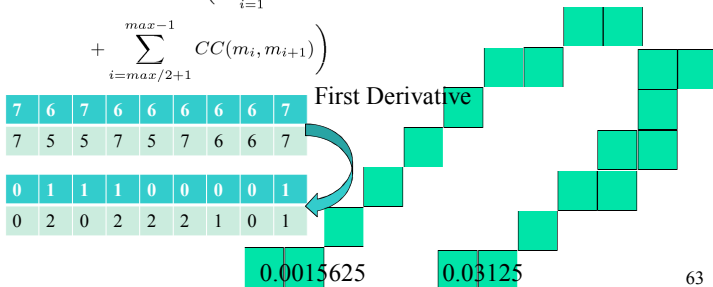 i=1
+ \sum_{i=max/2+1}^{max−1} CC(m_i, m_{i+1}))
First Derivative
7 6 7 6 6 6 6 6 7
7 5 5 7 5 7 6 6 7
0 1 1 1 0 0 0 0 1
0 2 0 2 2 2 1 0 1
0.0015625
0.03125
63